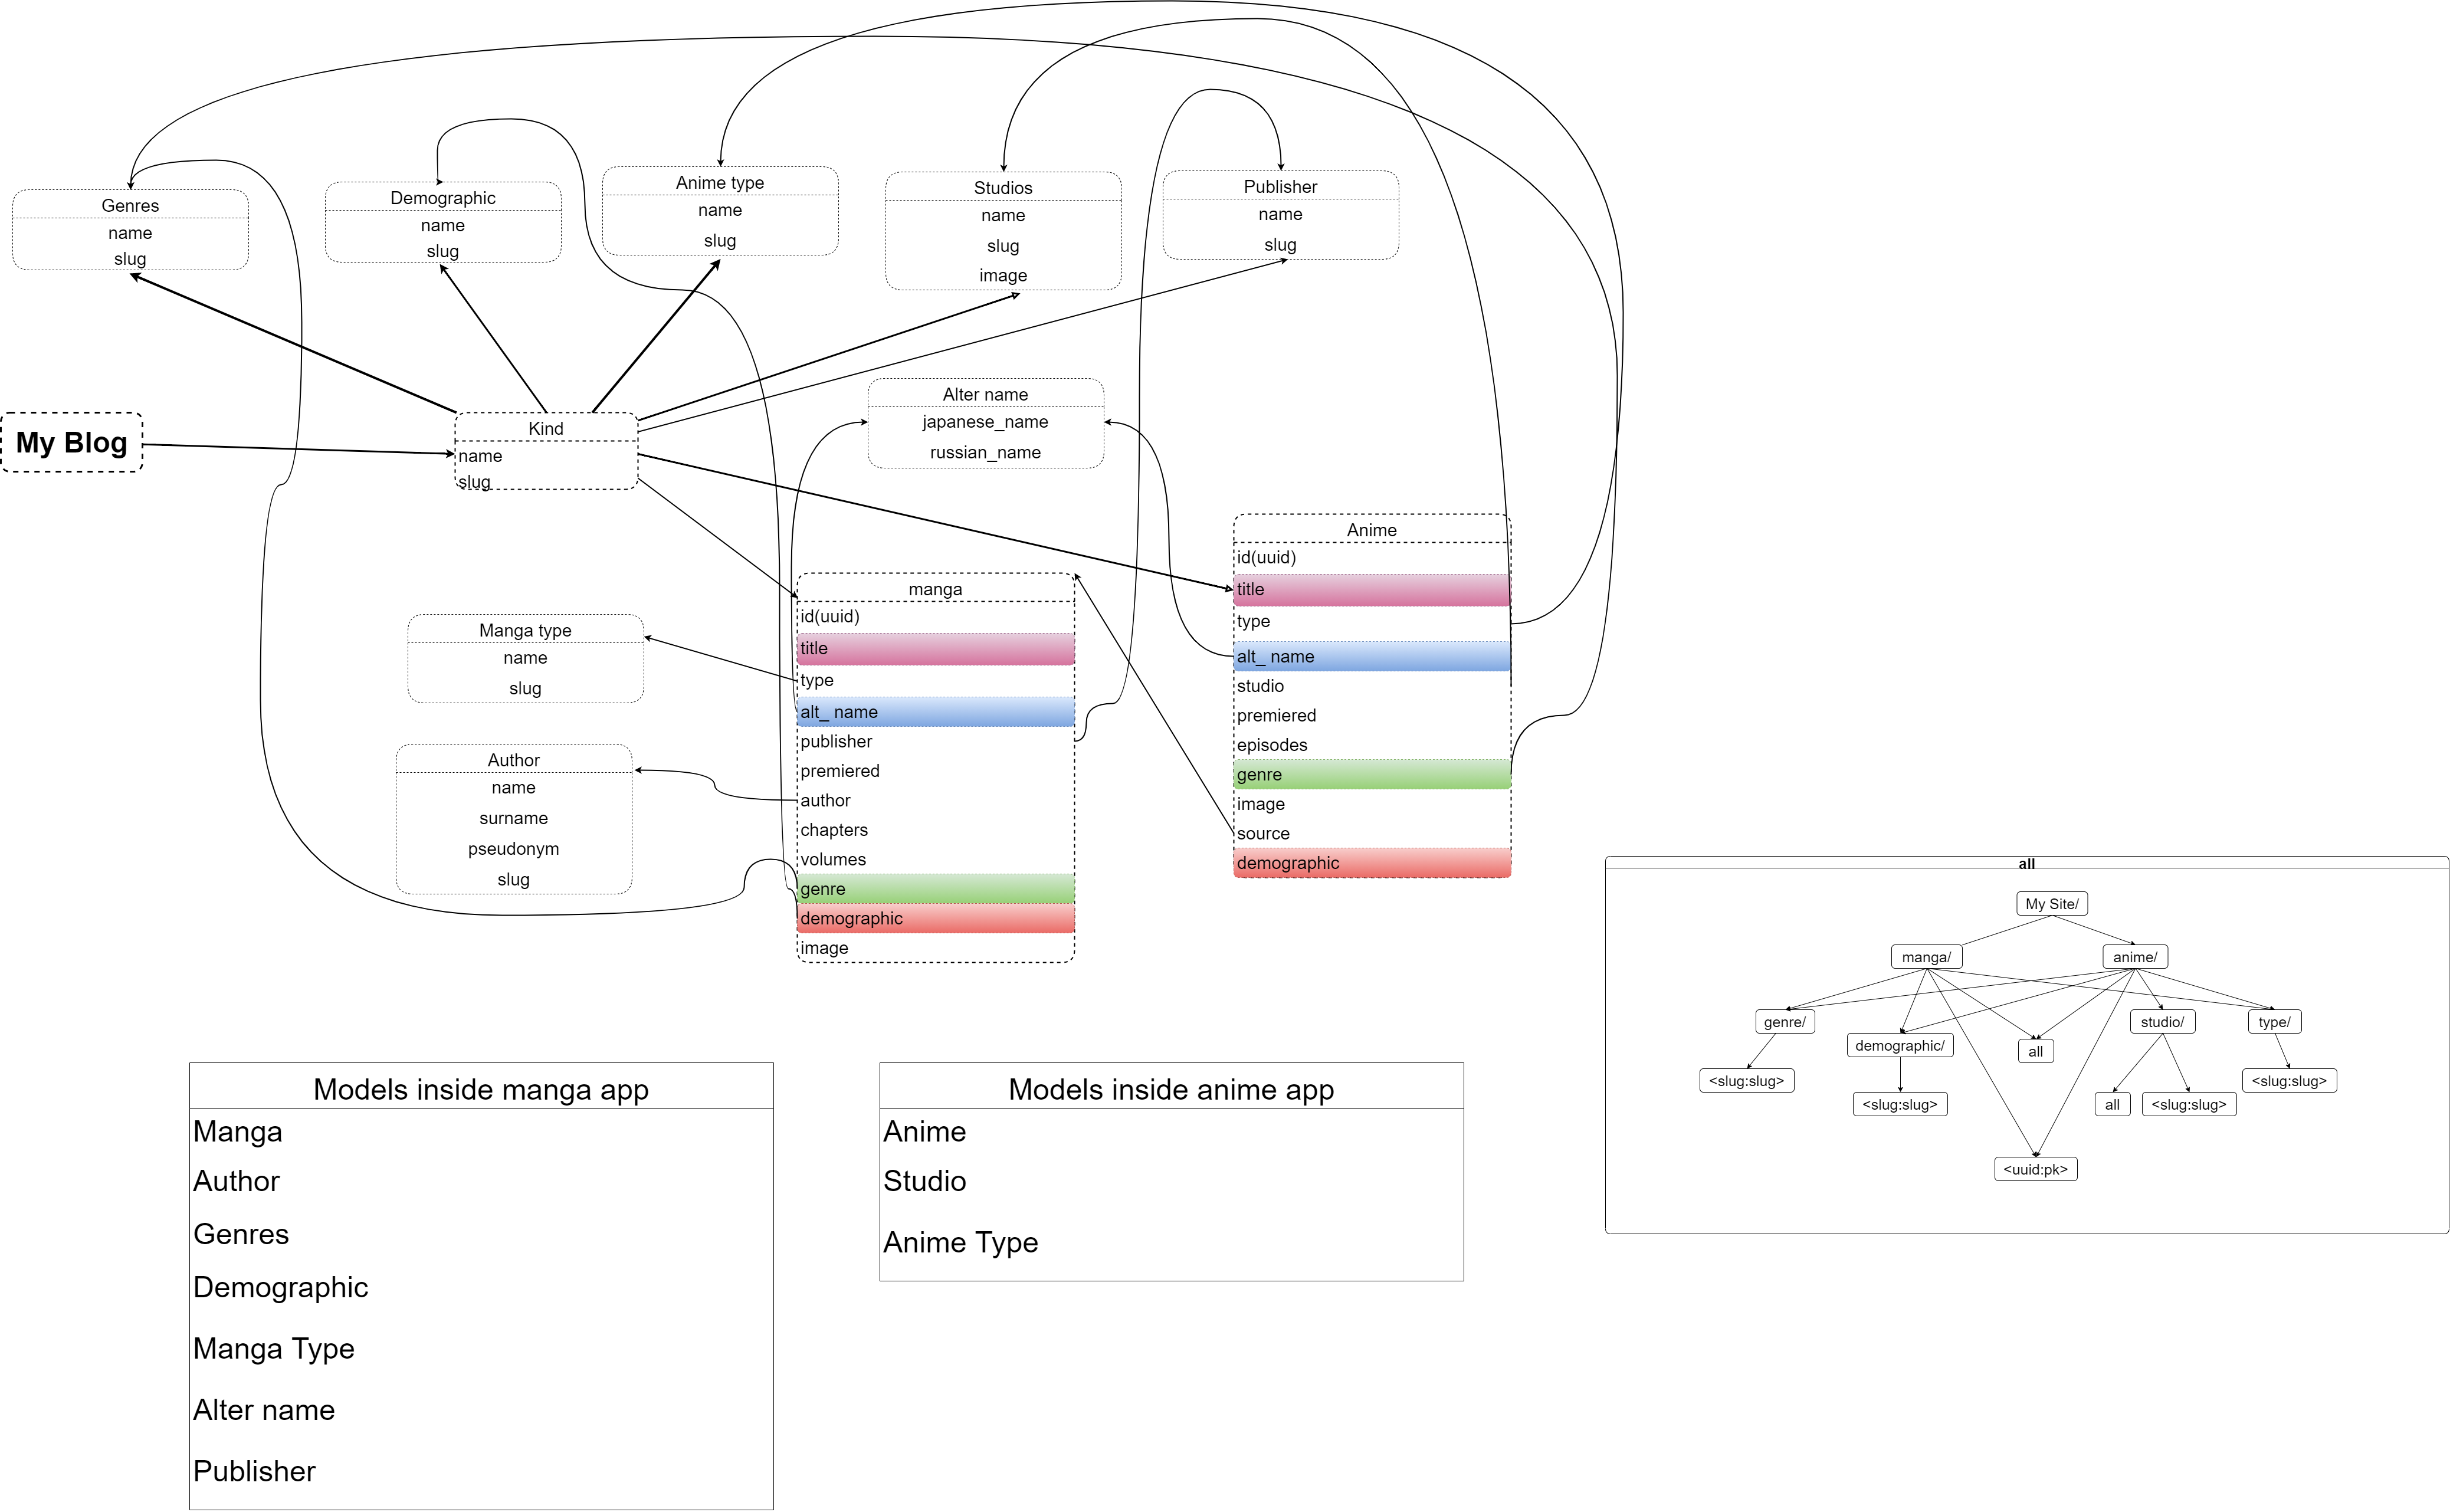 Genres
name
slug
Demographic
name
slug
Anime type
name
slug
Studios
name
slug
image
Publisher
name
slug
My Blog
Kind
name
slug
Alter name
japanese_name
russian_name
Manga type
name
slug
Author
name
surname
pseudonym
slug
manga
id(uuid)
title
type
alt_ name
publisher
premiered
author
chapters
volumes
genre
demographic
image
Anime
id(uuid)
title
type
alt_ name
studio
premiered
episodes
genre
image
source
demographic
all
My Site/
manga/
anime/
genre/
demographic/
all
studio/
type/
<slug:slug>
<slug:slug>
all
<slug:slug>
<slug:slug>
<uuid:pk>
Models inside manga app
Manga
Author
Genres
Demographic
Manga Type
Alter name
Publisher
Models inside anime app
Anime
Studio
Anime Type